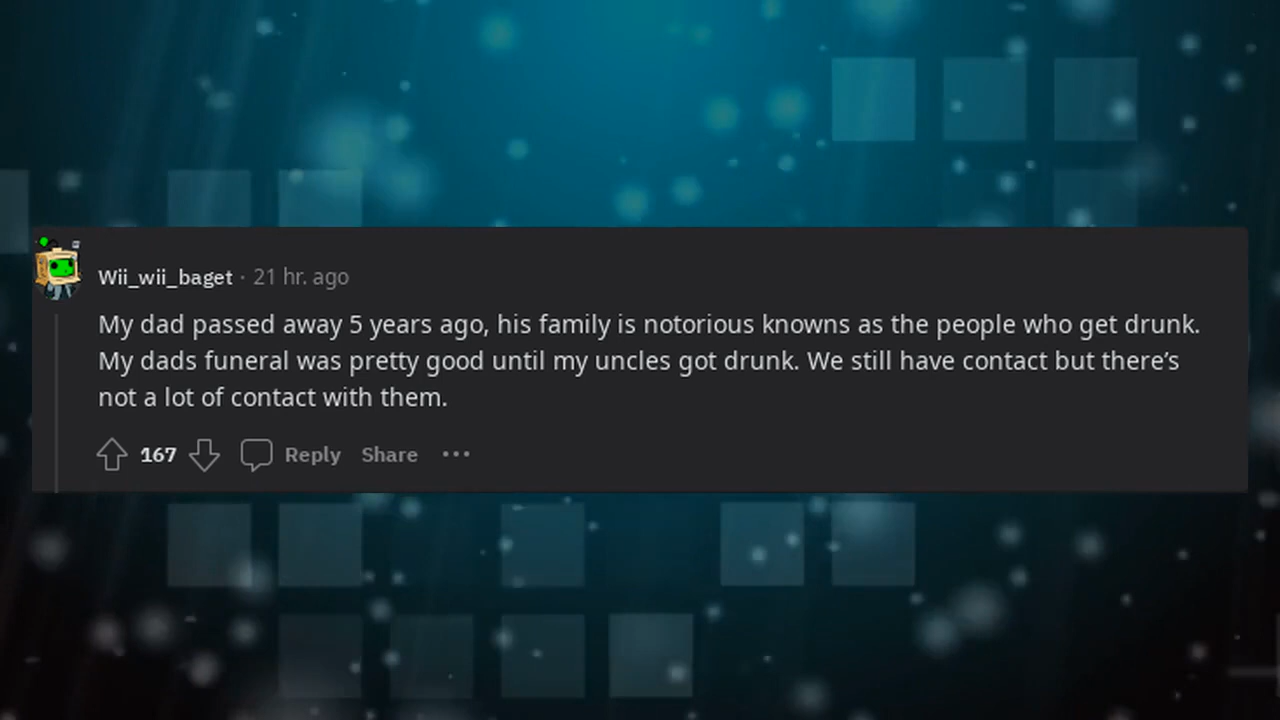 Wii_wii_baget · 21 hr. ago
My dad passed away 5 years ago, his family is notorious knowns as the people who get drunk.
My dads funeral was pretty good until my uncles got drunk. We still have contact but there’s
not a lot of contact with them.
167 Reply Share ···